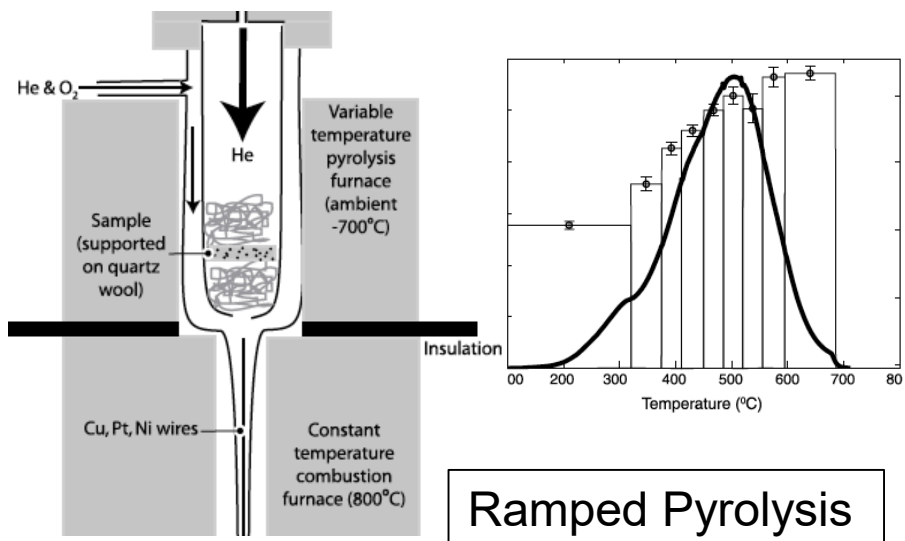 He & O₂
He
Variable
temperature
pyrolysis
furnace
(ambient
-700°C)
Sample
(supported
on quartz
wool)
Insulation
Cu, Pt, Ni wires
Constant
temperature
combustion
furnace (800°C)
00 200 300 400 500 600 700 80
Temperature (°C)
Ramped Pyrolysis